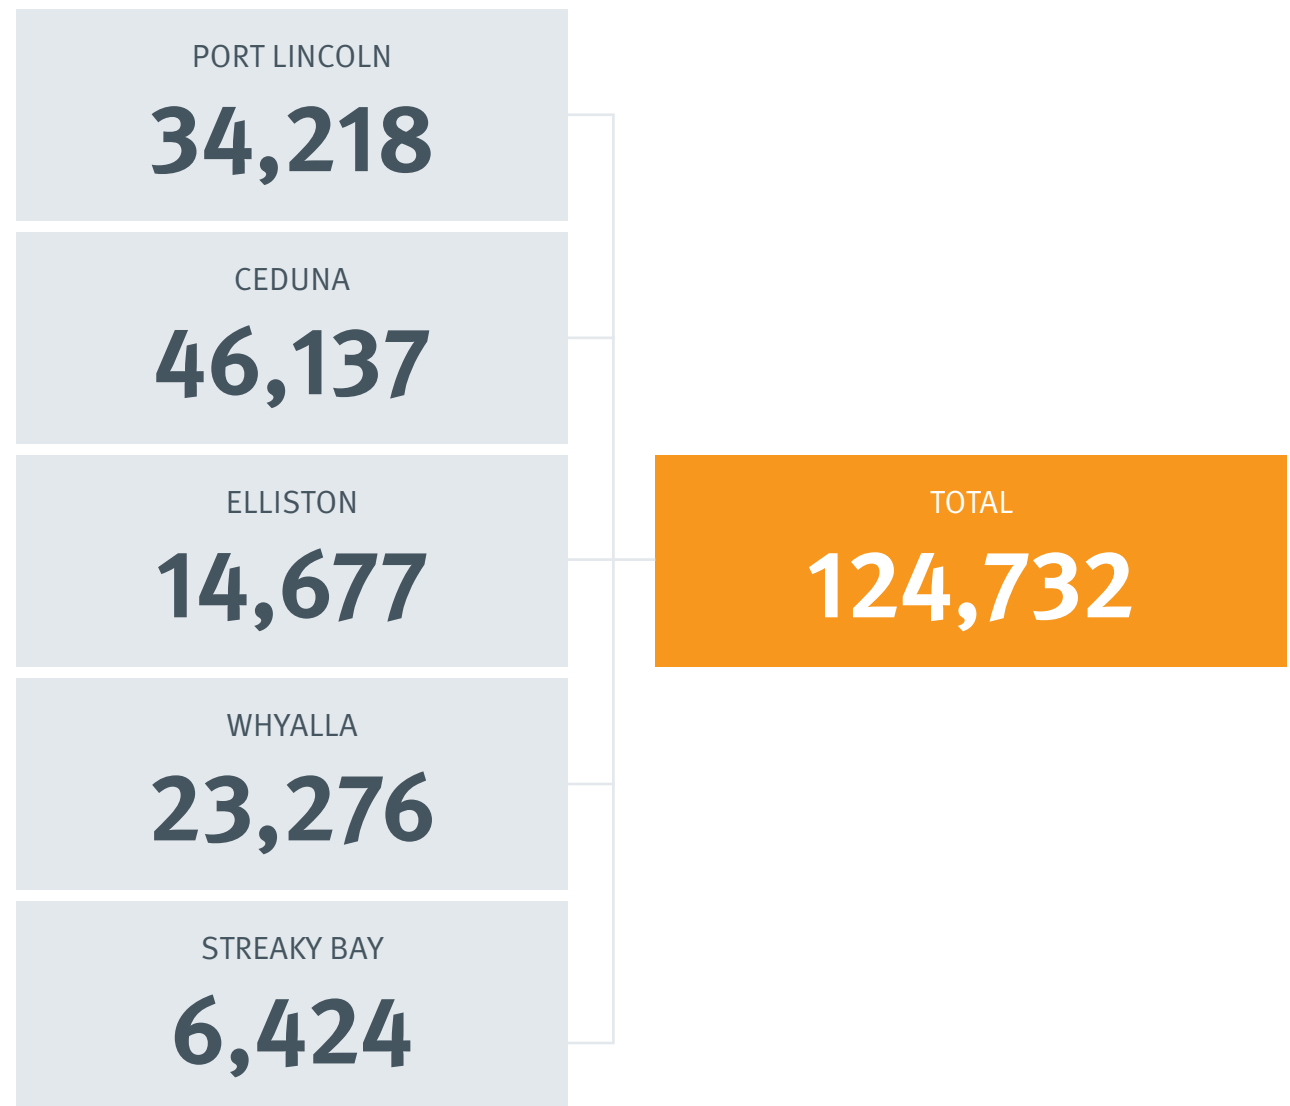 PORT LINCOLN
34,218
CEDUNA
46,137
ELLISTON
14,677
WHYALLA
23,276
STREAKY BAY
6,424
TOTAL
124,732